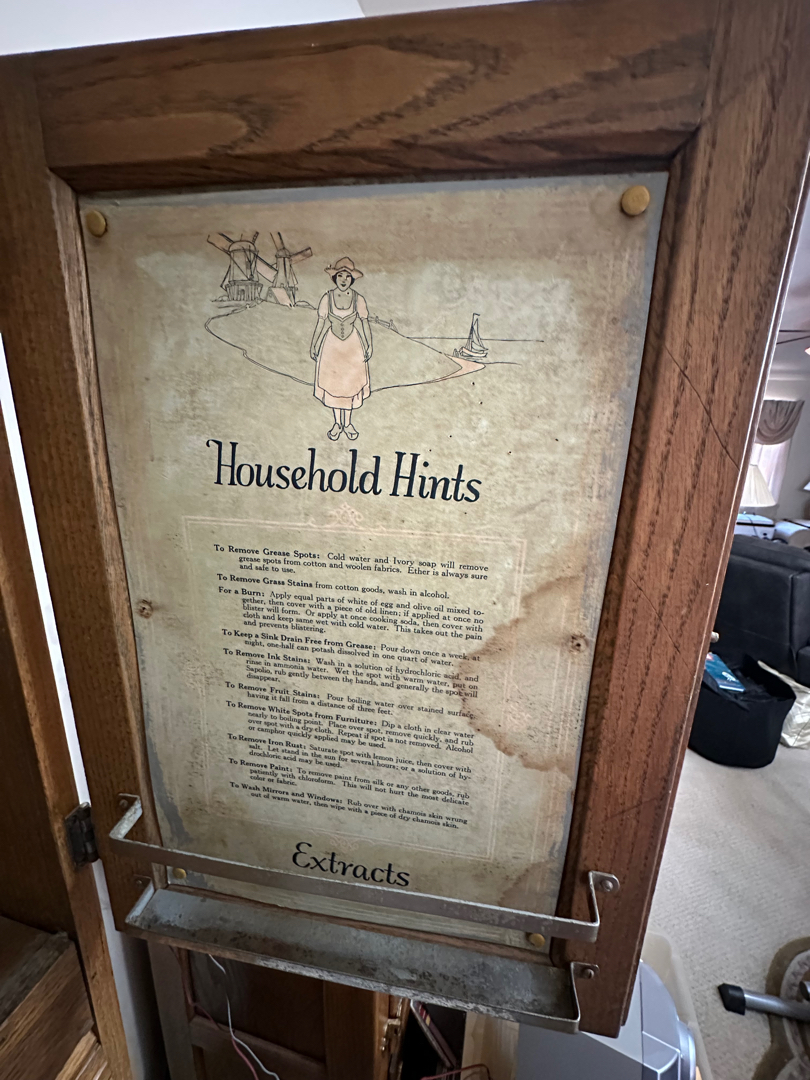 Household Hints
To Remove Grease Spots: Cold water and Ivory soap will remove
grease spots from cotton and woolen fabrics. Ether is always sure
and safe to use.
To Remove Grass Stains from cotton goods, wash in alcohol.
For a Burn: Apply equal parts of white of egg and olive oil mixed to-
gether, then cover with a piece of old linen; if applied at once no
blister will form. Or apply at once cooking soda, then cover with
cloth and keep same wet with cold water. This takes out the pain
and prevents blistering.
To Keep a Sink Drain Free from Grease: Pour down once a week, at
night, one-half can potash dissolved in one quart of water.
To Remove Ink Stains: Wash in a solution of hydrochloric acid, and
rinse in ammonia water. Wet the spot with warm water, put on
Sapolio, rub gently between the hands, and generally the spot will
disappear.
To Remove Fruit Stains: Pour boiling water over stained surface,
having it fall from a distance of three feet.
To Remove White Spots from Furniture: Dip a cloth in clear water
nearly to boiling point. Place over spot, remove quickly, and rub
over spot with a dry cloth. Repeat if spot is not removed. Alcohol
or camphor quickly applied may be used.
To Remove Iron Rust: Saturate spot with lemon juice, then cover with
salt. Let stand in the sun for several hours; or a solution of hy-
drochloric acid may be used.
To Remove Paint: To remove paint from silk or any other goods, rub
patiently with chloroform. This will not hurt the most delicate
color or fabric.
To Wash Mirrors and Windows: Rub over with chamois skin wrung
out of warm water, then wipe with a piece of dry chamois skin.
Extracts